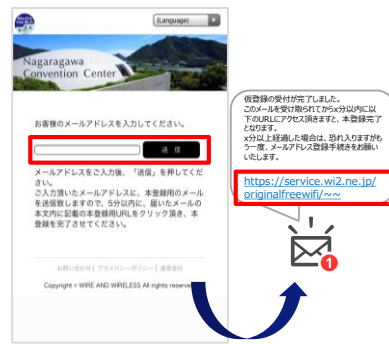 (Language)
Nagaragawa
Convention Center
お客様のメールアドレスを入力してください。
送 信
メールアドレスをご入力後、「送信」を押してくだ
さい。
ご入力頂いたメールアドレスに、本登録用のメール
を送信致しますので、5分以内に、届いたメールの
本文内に記載の本登録用URLをクリック頂き、本
登録を完了させてください。
お問い合わせ | プライバシーポリシー | 運営会社
Copyright © WIRE AND WIRELESS All rights reserve
仮登録の受付が完了しました。
このメールを受け取られてからx分以内に以
下のURLにアクセス頂きますと、本登録完了
となります。
x分以上経過した場合は、恐れ入りますがも
う一度、メールアドレス登録手続きをお願い
いたします。
https://service.wi2.ne.jp/
originalfreewifi/~~
1